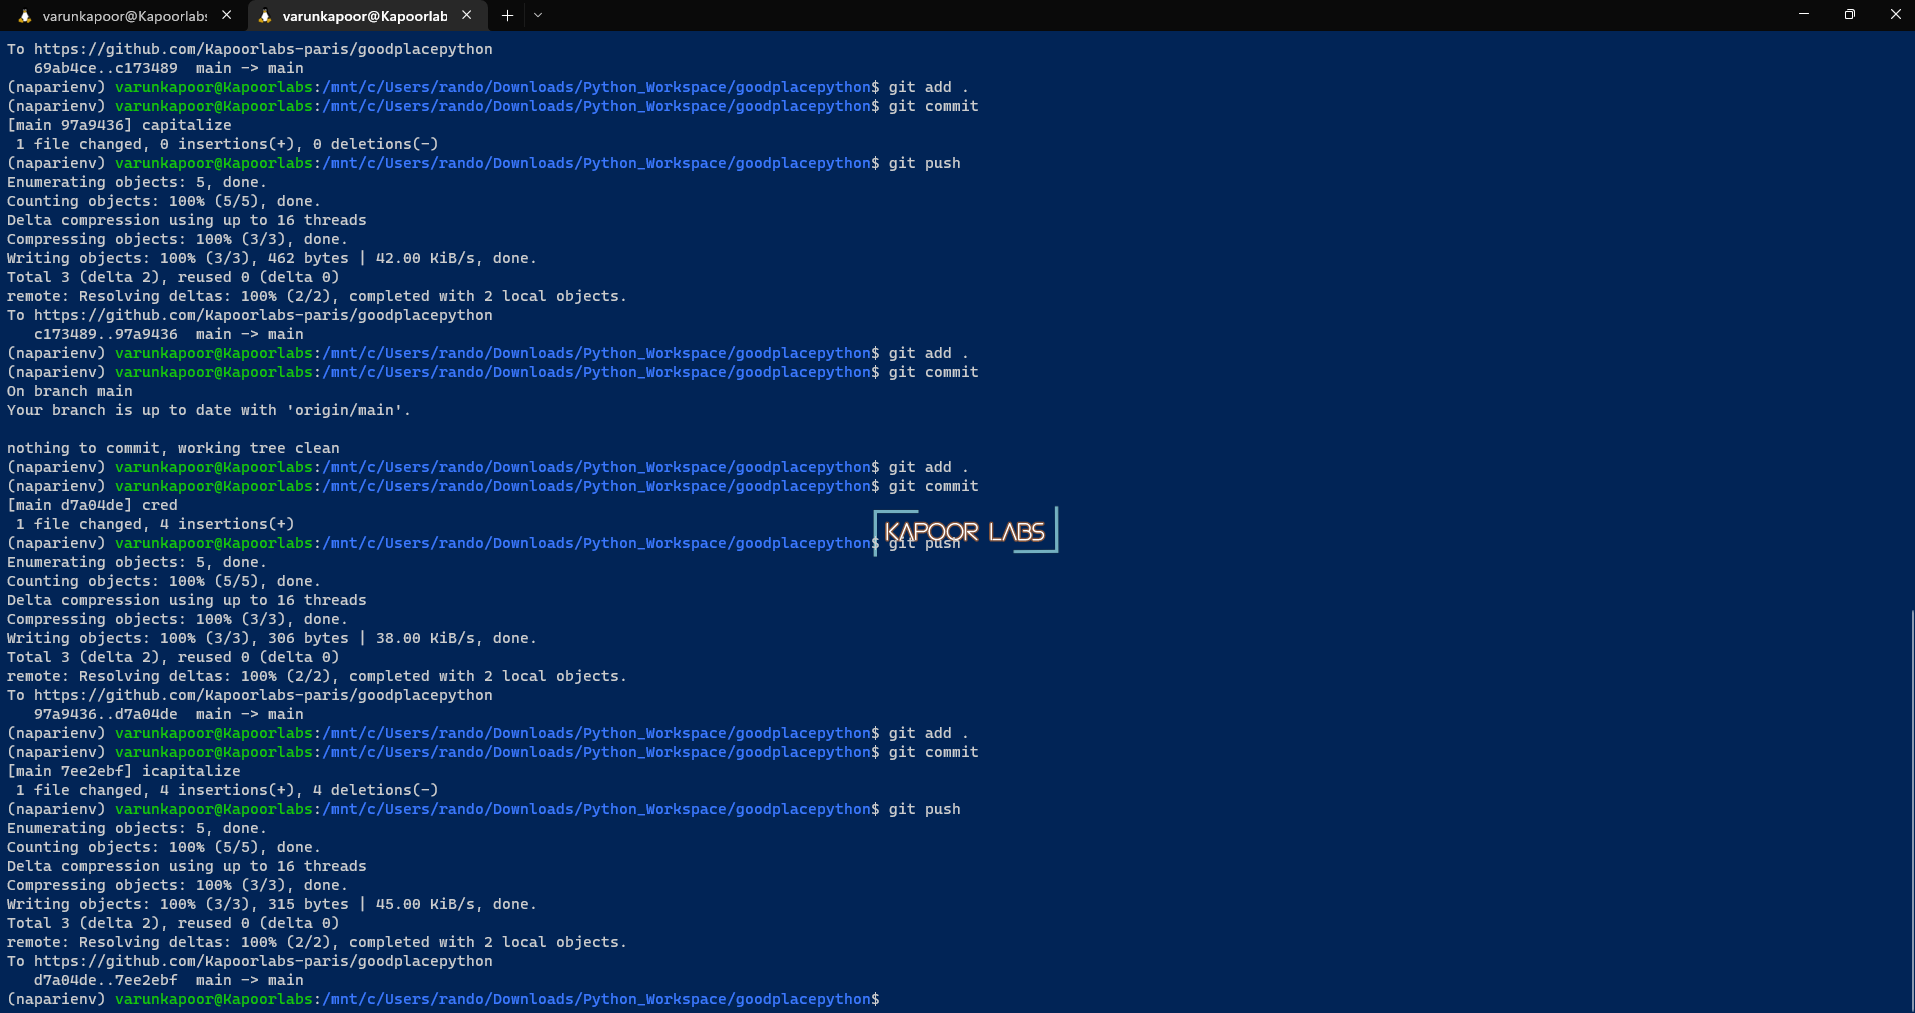 varunkapoor@Kapoorlabs
varunkapoor@Kapoorlab
To https://github.com/Kapoorlabs-paris/goodplacepython
   69ab4ce..c173489  main -> main
(naparienv) varunkapoor@Kapoorlabs:/mnt/c/Users/rando/Downloads/Python_Workspace/goodplacepython$ git add .
(naparienv) varunkapoor@Kapoorlabs:/mnt/c/Users/rando/Downloads/Python_Workspace/goodplacepython$ git commit
[main 97a9436] capitalize
 1 file changed, 0 insertions(+), 0 deletions(-)
(naparienv) varunkapoor@Kapoorlabs:/mnt/c/Users/rando/Downloads/Python_Workspace/goodplacepython$ git push
Enumerating objects: 5, done.
Counting objects: 100% (5/5), done.
Delta compression using up to 16 threads
Compressing objects: 100% (3/3), done.
Writing objects: 100% (3/3), 462 bytes | 42.00 KiB/s, done.
Total 3 (delta 2), reused 0 (delta 0)
remote: Resolving deltas: 100% (2/2), completed with 2 local objects.
To https://github.com/Kapoorlabs-paris/goodplacepython
   c173489..97a9436  main -> main
(naparienv) varunkapoor@Kapoorlabs:/mnt/c/Users/rando/Downloads/Python_Workspace/goodplacepython$ git add .
(naparienv) varunkapoor@Kapoorlabs:/mnt/c/Users/rando/Downloads/Python_Workspace/goodplacepython$ git commit
On branch main
Your branch is up to date with 'origin/main'.

nothing to commit, working tree clean
(naparienv) varunkapoor@Kapoorlabs:/mnt/c/Users/rando/Downloads/Python_Workspace/goodplacepython$ git add .
(naparienv) varunkapoor@Kapoorlabs:/mnt/c/Users/rando/Downloads/Python_Workspace/goodplacepython$ git commit
[main d7a04de] cred
 1 file changed, 4 insertions(+)
KAPOOR LABS
(naparienv) varunkapoor@Kapoorlabs:/mnt/c/Users/rando/Downloads/Python_Workspace/goodplacepython$ git push
Enumerating objects: 5, done.
Counting objects: 100% (5/5), done.
Delta compression using up to 16 threads
Compressing objects: 100% (3/3), done.
Writing objects: 100% (3/3), 306 bytes | 38.00 KiB/s, done.
Total 3 (delta 2), reused 0 (delta 0)
remote: Resolving deltas: 100% (2/2), completed with 2 local objects.
To https://github.com/Kapoorlabs-paris/goodplacepython
   97a9436..d7a04de  main -> main
(naparienv) varunkapoor@Kapoorlabs:/mnt/c/Users/rando/Downloads/Python_Workspace/goodplacepython$ git add .
(naparienv) varunkapoor@Kapoorlabs:/mnt/c/Users/rando/Downloads/Python_Workspace/goodplacepython$ git commit
[main 7ee2ebf] icapitalize
 1 file changed, 4 insertions(+), 4 deletions(-)
(naparienv) varunkapoor@Kapoorlabs:/mnt/c/Users/rando/Downloads/Python_Workspace/goodplacepython$ git push
Enumerating objects: 5, done.
Counting objects: 100% (5/5), done.
Delta compression using up to 16 threads
Compressing objects: 100% (3/3), done.
Writing objects: 100% (3/3), 315 bytes | 45.00 KiB/s, done.
Total 3 (delta 2), reused 0 (delta 0)
remote: Resolving deltas: 100% (2/2), completed with 2 local objects.
To https://github.com/Kapoorlabs-paris/goodplacepython
   d7a04de..7ee2ebf  main -> main
(naparienv) varunkapoor@Kapoorlabs:/mnt/c/Users/rando/Downloads/Python_Workspace/goodplacepython$